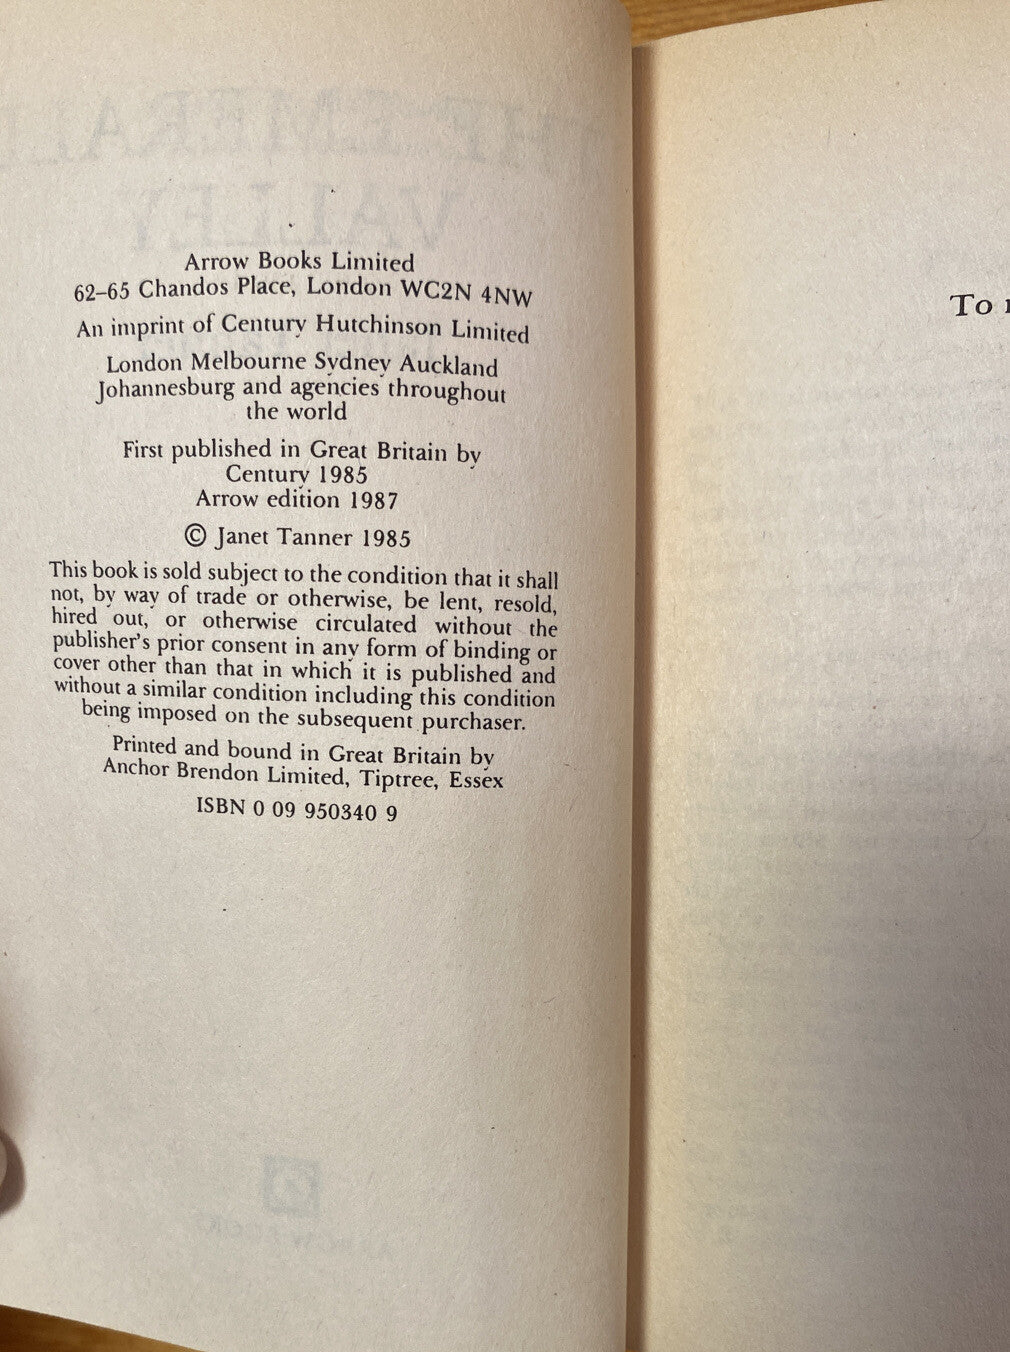 Arrow Books Limited
62–65 Chandos Place, London WC2N 4NW
An imprint of Century Hutchinson Limited
London Melbourne Sydney Auckland
Johannesburg and agencies throughout
the world
First published in Great Britain by
Century 1985
Arrow edition 1987
© Janet Tanner 1985
This book is sold subject to the condition that it shall
not, by way of trade or otherwise, be lent, resold,
hired out, or otherwise circulated without the
publisher's prior consent in any form of binding or
cover other than that in which it is published and
without a similar condition including this condition
being imposed on the subsequent purchaser.
Printed and bound in Great Britain by
Anchor Brendon Limited, Tiptree, Essex
ISBN 0 09 950340 9
To